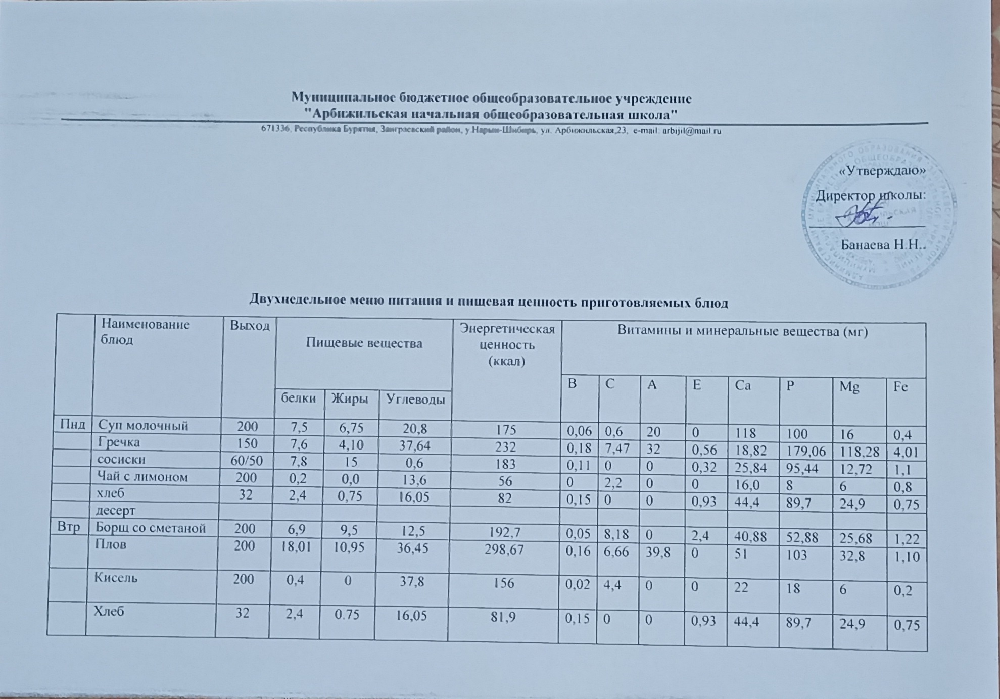 Муниципальное бюджетное общеобразовательное учреждение
"Арбижильская начальная общеобразовательная школа"
671336, Республика Бурятия, Заиграевский район, у.Нарын-Шибирь, ул. Арбижильская,23, e-mail: arbijil@mail.ru
«Утверждаю»
Директор школы:
Банаева Н.Н..
Двухнедельное меню питания и пищевая ценность приготовляемых блюд
Наименование блюд Выход Пищевые вещества Энергетическая ценность (ккал) Витамины и минеральные вещества (мг)
белки Жиры Углеводы B C A E Ca P Mg Fe
Пнд Суп молочный 200 7,5 6,75 20,8 175 0,06 0,6 20 0 118 100 16 0,4
Гречка 150 7,6 4,10 37,64 232 0,18 7,47 32 0,56 18,82 179,06 118,28 4,01
сосиски 60/50 7,8 15 0,6 183 0,11 0 0 0,32 25,84 95,44 12,72 1,1
Чай с лимоном 200 0,2 0,0 13,6 56 0 2,2 0 0 16,0 8 6 0,8
хлеб 32 2,4 0,75 16,05 82 0,15 0 0 0,93 44,4 89,7 24,9 0,75
десерт
Втр Борщ со сметаной 200 6,9 9,5 12,5 192,7 0,05 8,18 0 2,4 40,88 52,88 25,68 1,22
Плов 200 18,01 10,95 36,45 298,67 0,16 6,66 39,8 0 51 103 32,8 1,10
Кисель 200 0,4 0 37,8 156 0,02 4,4 0 0 22 18 6 0,2
Хлеб 32 2,4 0.75 16,05 81,9 0,15 0 0 0,93 44,4 89,7 24,9 0,75